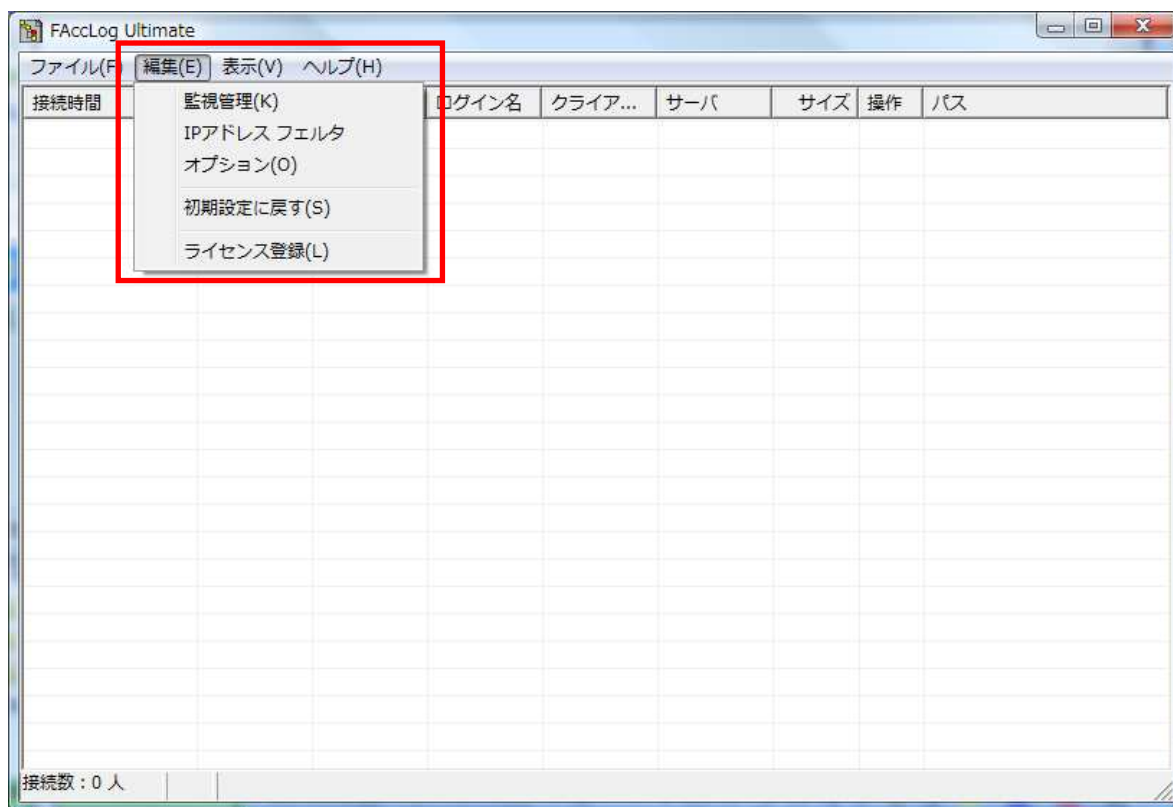 FAccLog Ultimate
ファイル(F) 編集(E) 表示(V) ヘルプ(H)
接続時間 ログイン名 クライア... サーバ サイズ 操作 パス
監視管理(K)
IPアドレス フェルタ
オプション(O)
初期設定に戻す(S)
ライセンス登録(L)
接続数：0 人